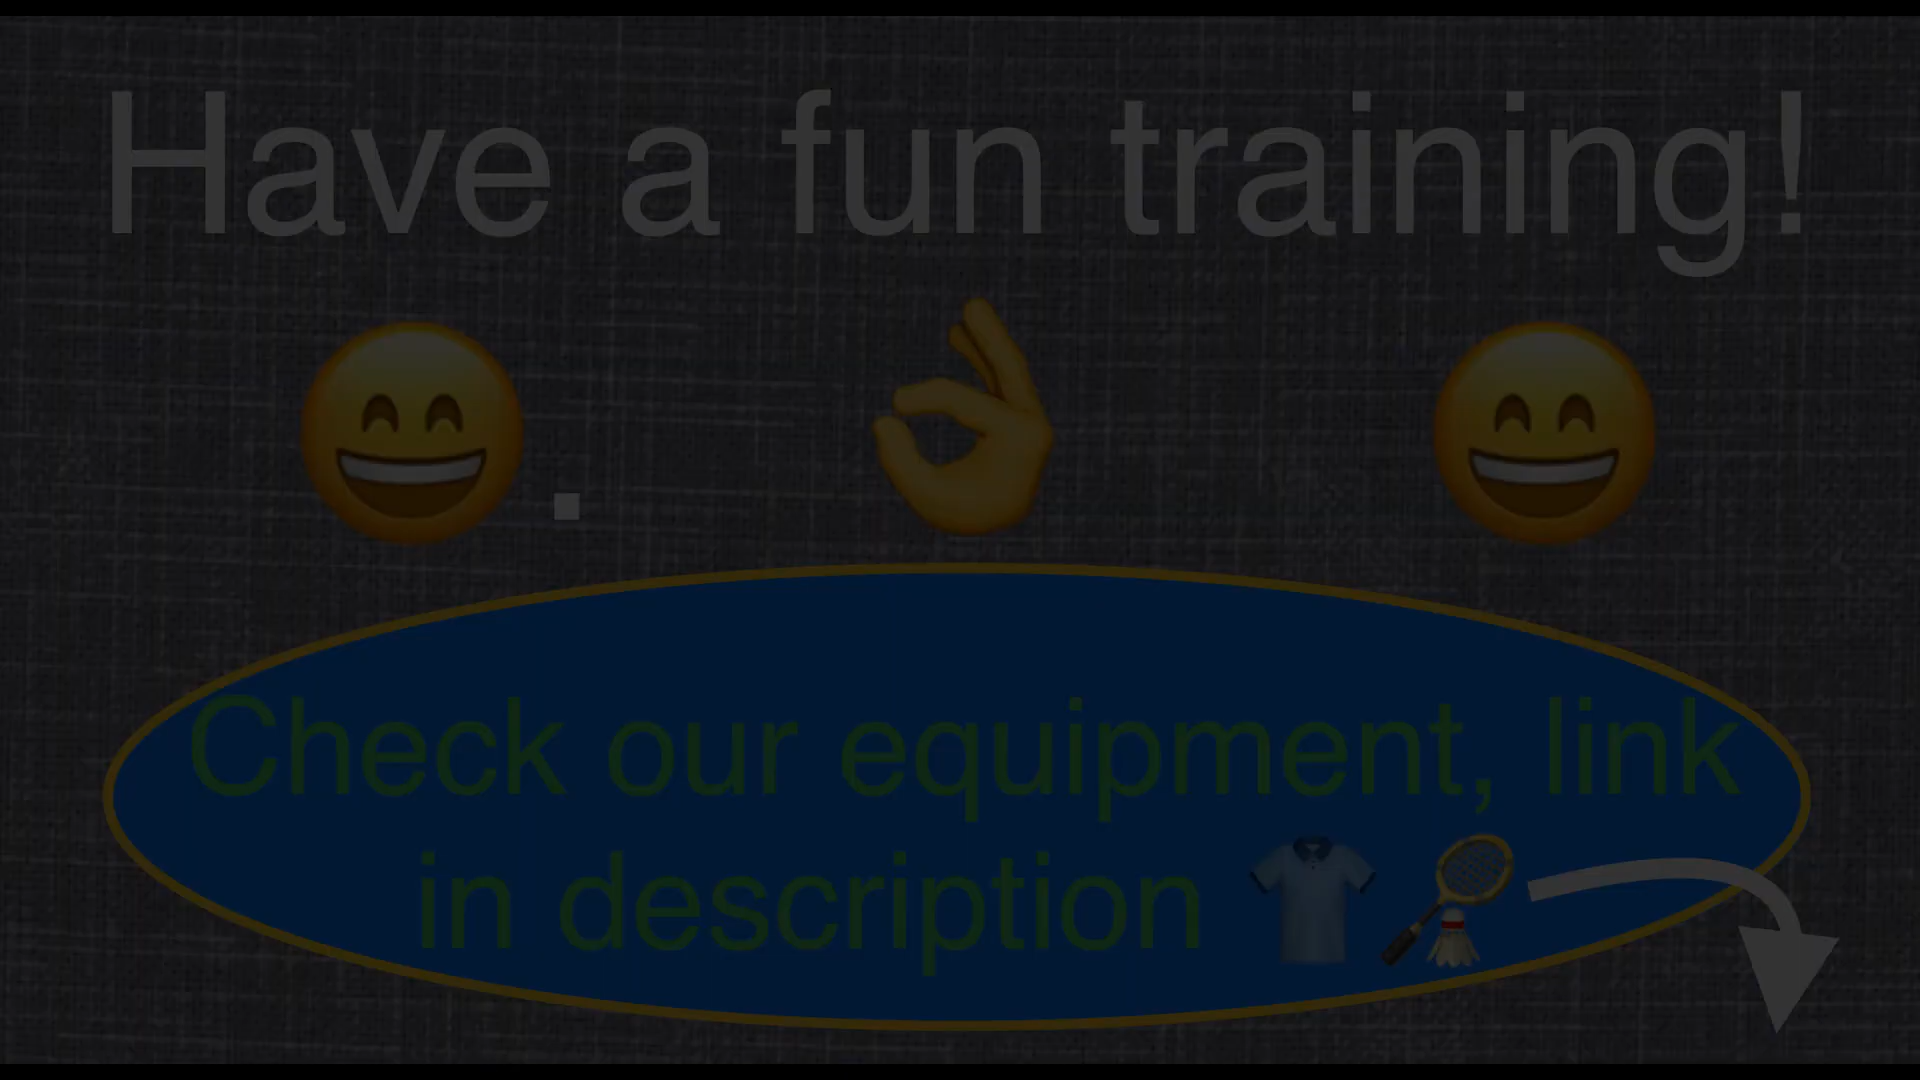 Have a fun training!
😄. 👌 😄
Check our equipment, link
in description 👕🏸